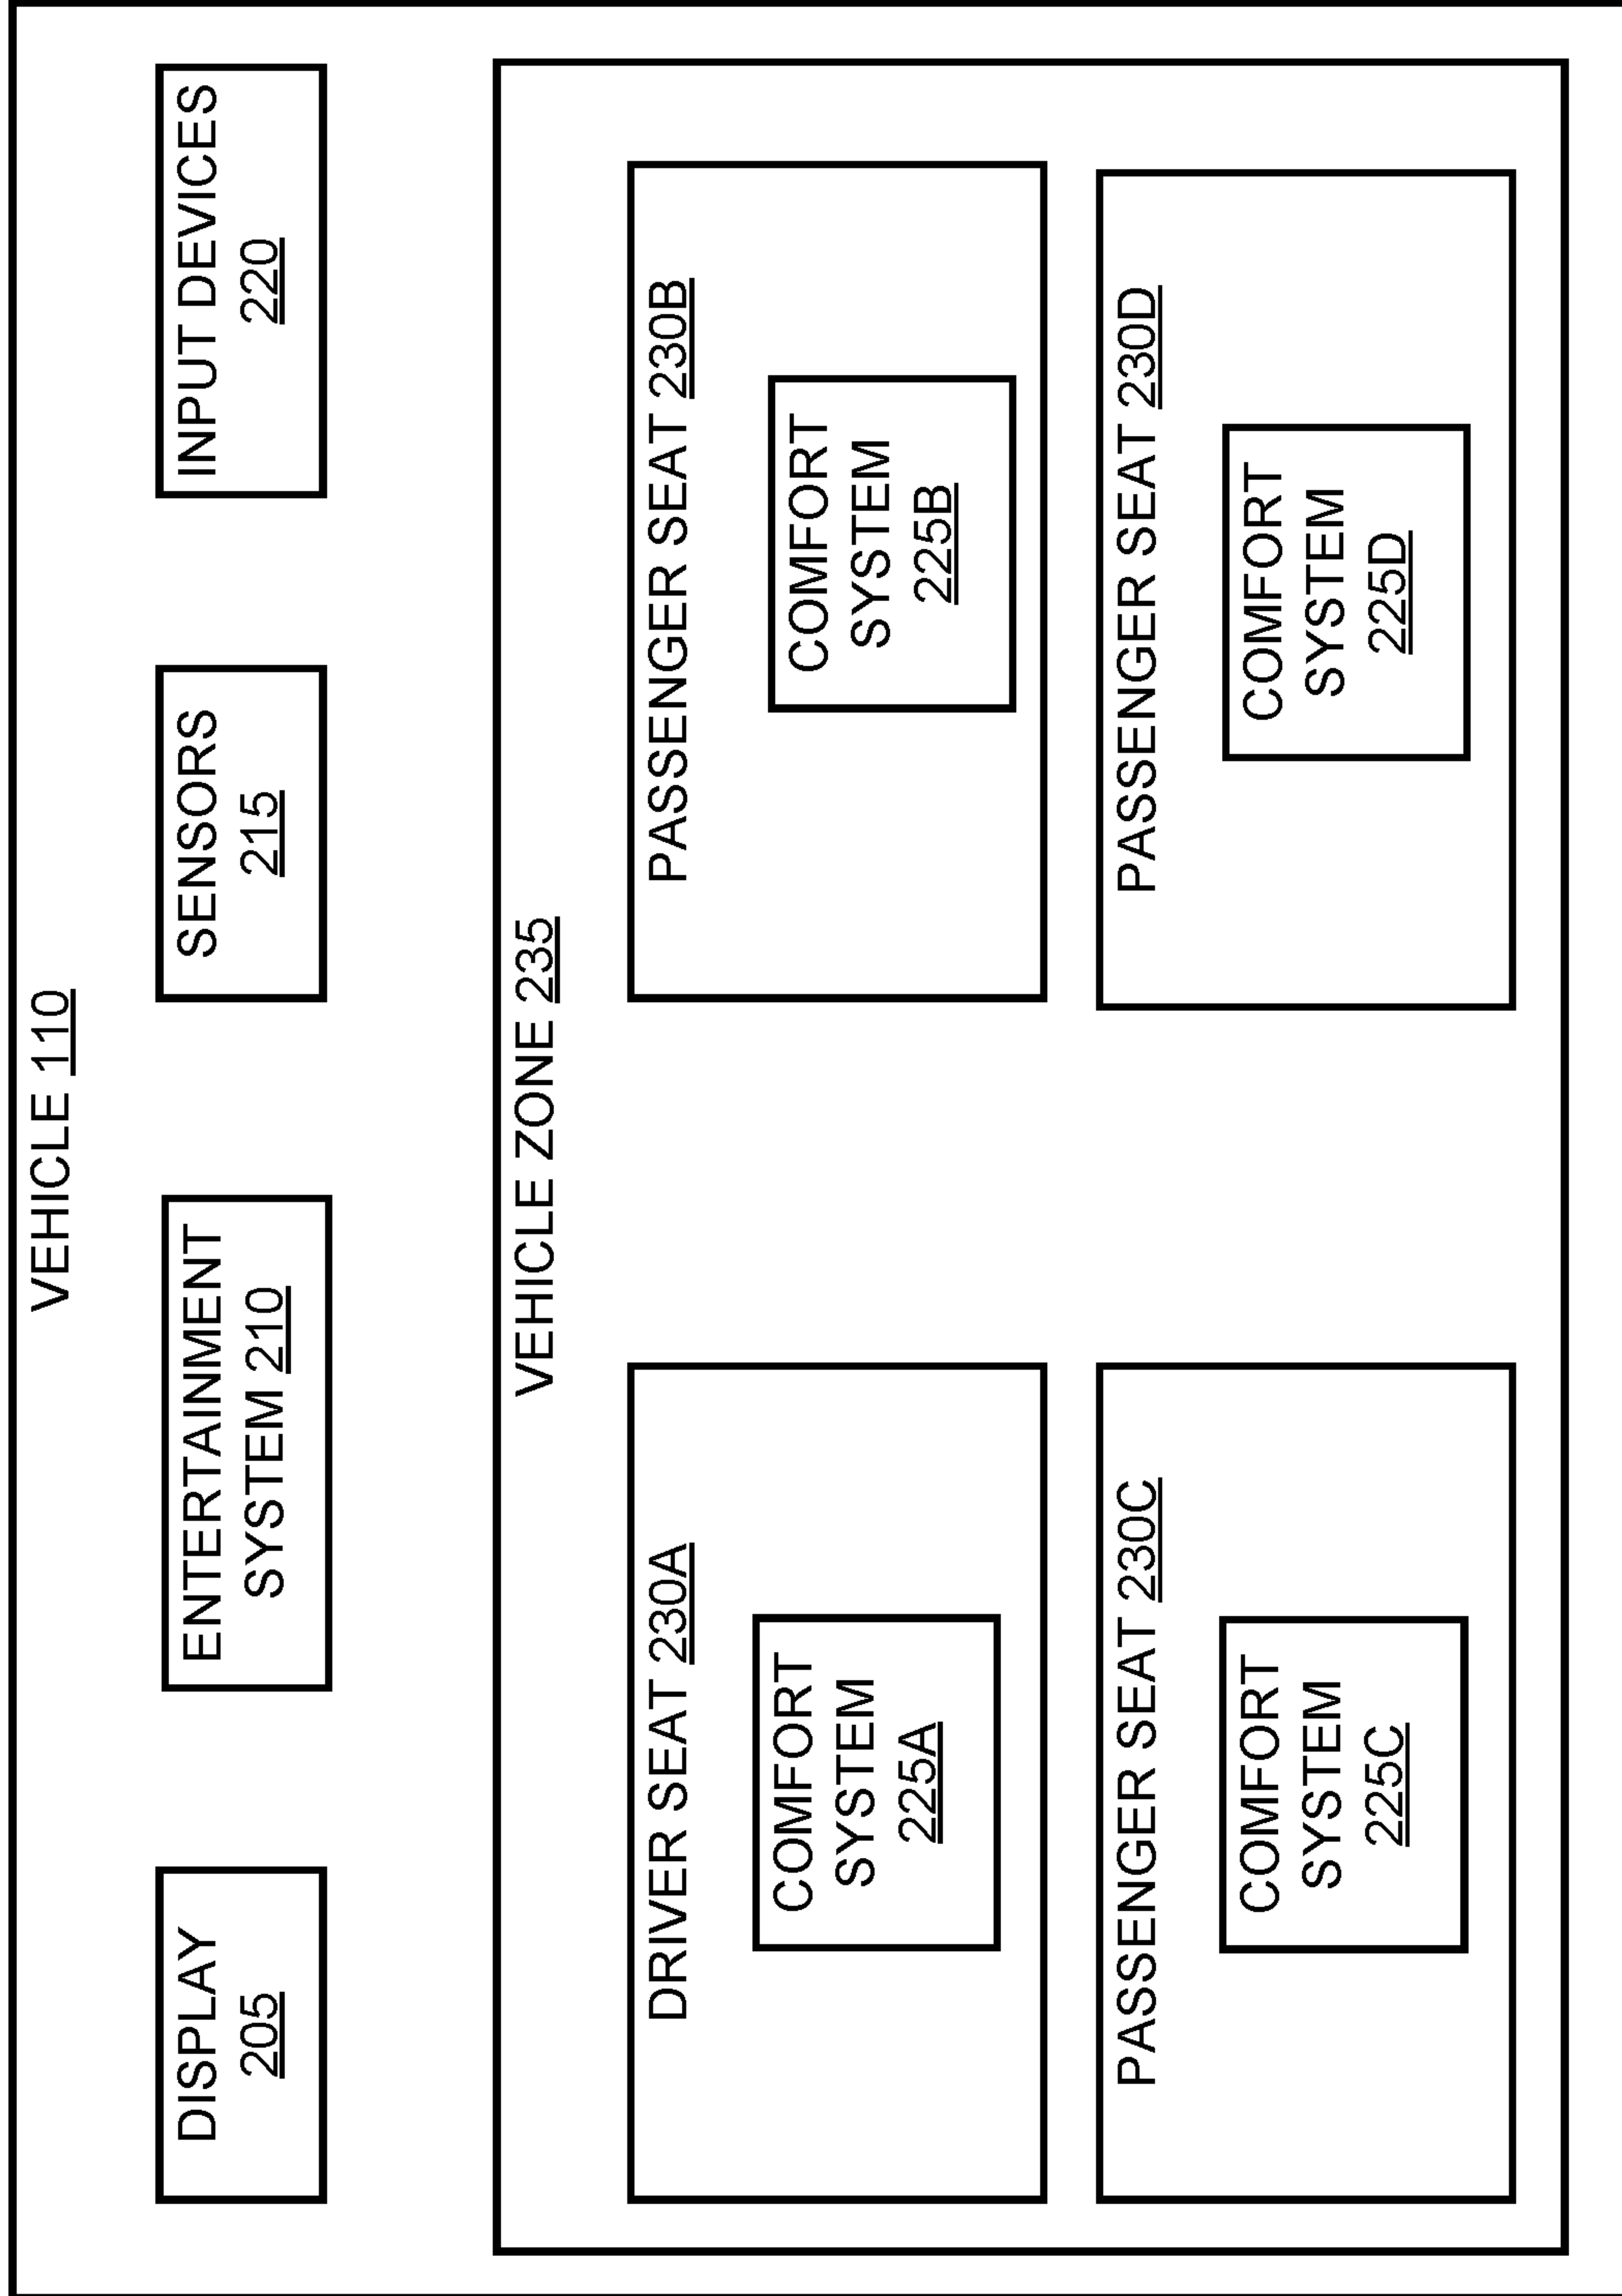 VEHICLE 110
DISPLAY
205
ENTERTAINMENT
SYSTEM 210
SENSORS
215
INPUT DEVICES
220
VEHICLE ZONE 235
DRIVER SEAT 230A
COMFORT
SYSTEM
225A
PASSENGER SEAT 230B
COMFORT
SYSTEM
225B
PASSENGER SEAT 230C
COMFORT
SYSTEM
225C
PASSENGER SEAT 230D
COMFORT
SYSTEM
225D